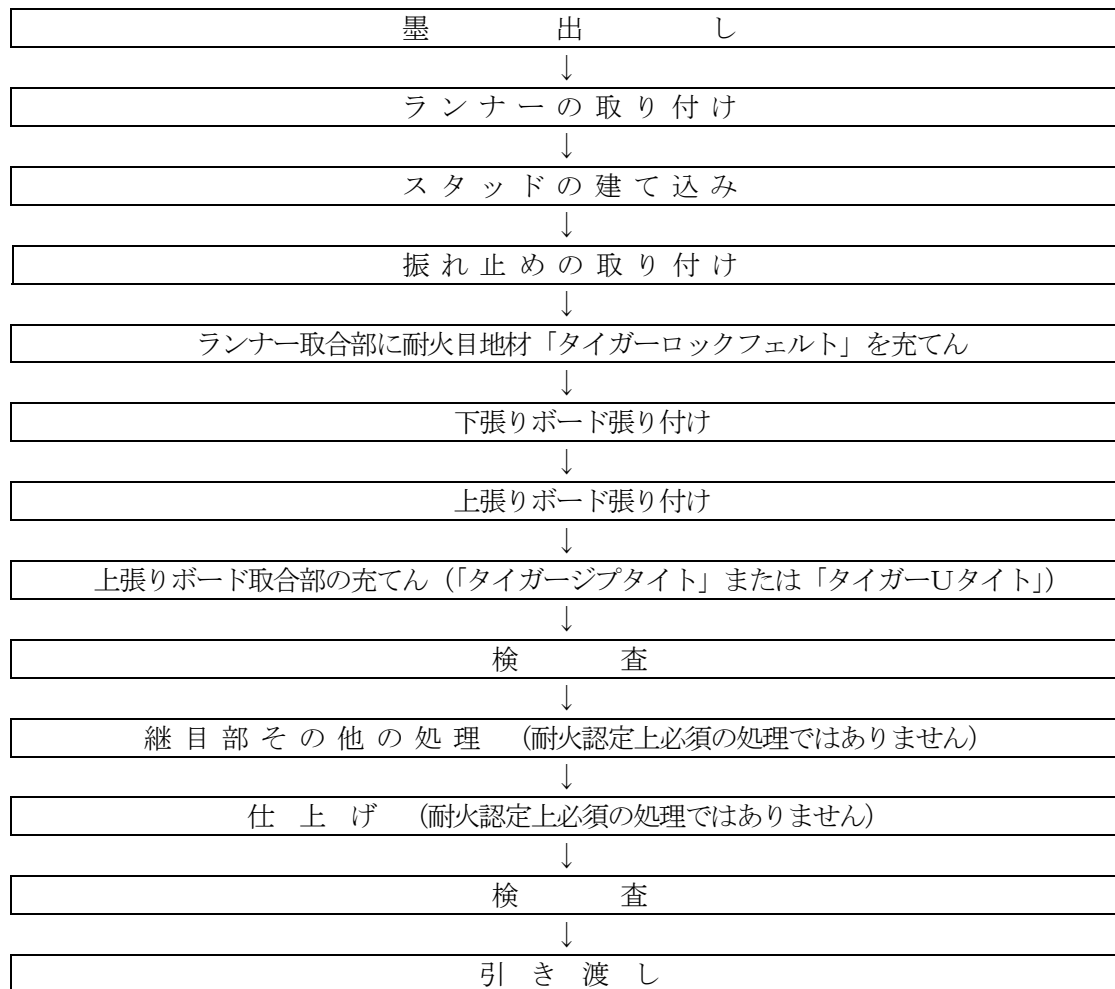 墨出し
↓
ランナーの取り付け
↓
スタッドの建て込み
↓
振れ止めの取り付け
↓
ランナー取合部に耐火目地材「タイガーロックフェルト」を充てん
↓
下張りボード張り付け
↓
上張りボード張り付け
↓
上張りボード取合部の充てん(「タイガージプタイト」または「タイガーUタイト」)
↓
検査
↓
継目部その他の処理 (耐火認定上必須の処理ではありません)
↓
仕上げ (耐火認定上必須の処理ではありません)
↓
検査
↓
引き渡し